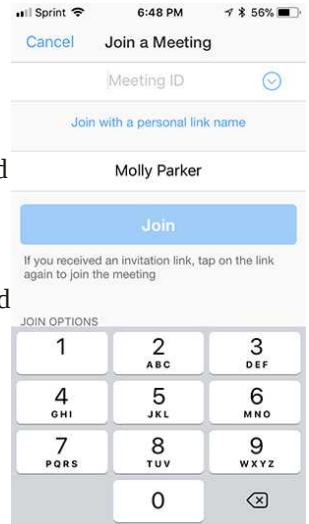 Sprint 6:48 PM 56%
Cancel Join a Meeting
Meeting ID
Join with a personal link name
d
Molly Parker
Join
If you received an invitation link, tap on the link
again to join the meeting
d
JOIN OPTIONS
1 2 3
ABC DEF
4 5 6
GHI JKL MNO
7 8 9
PQRS TUV WXYZ
0